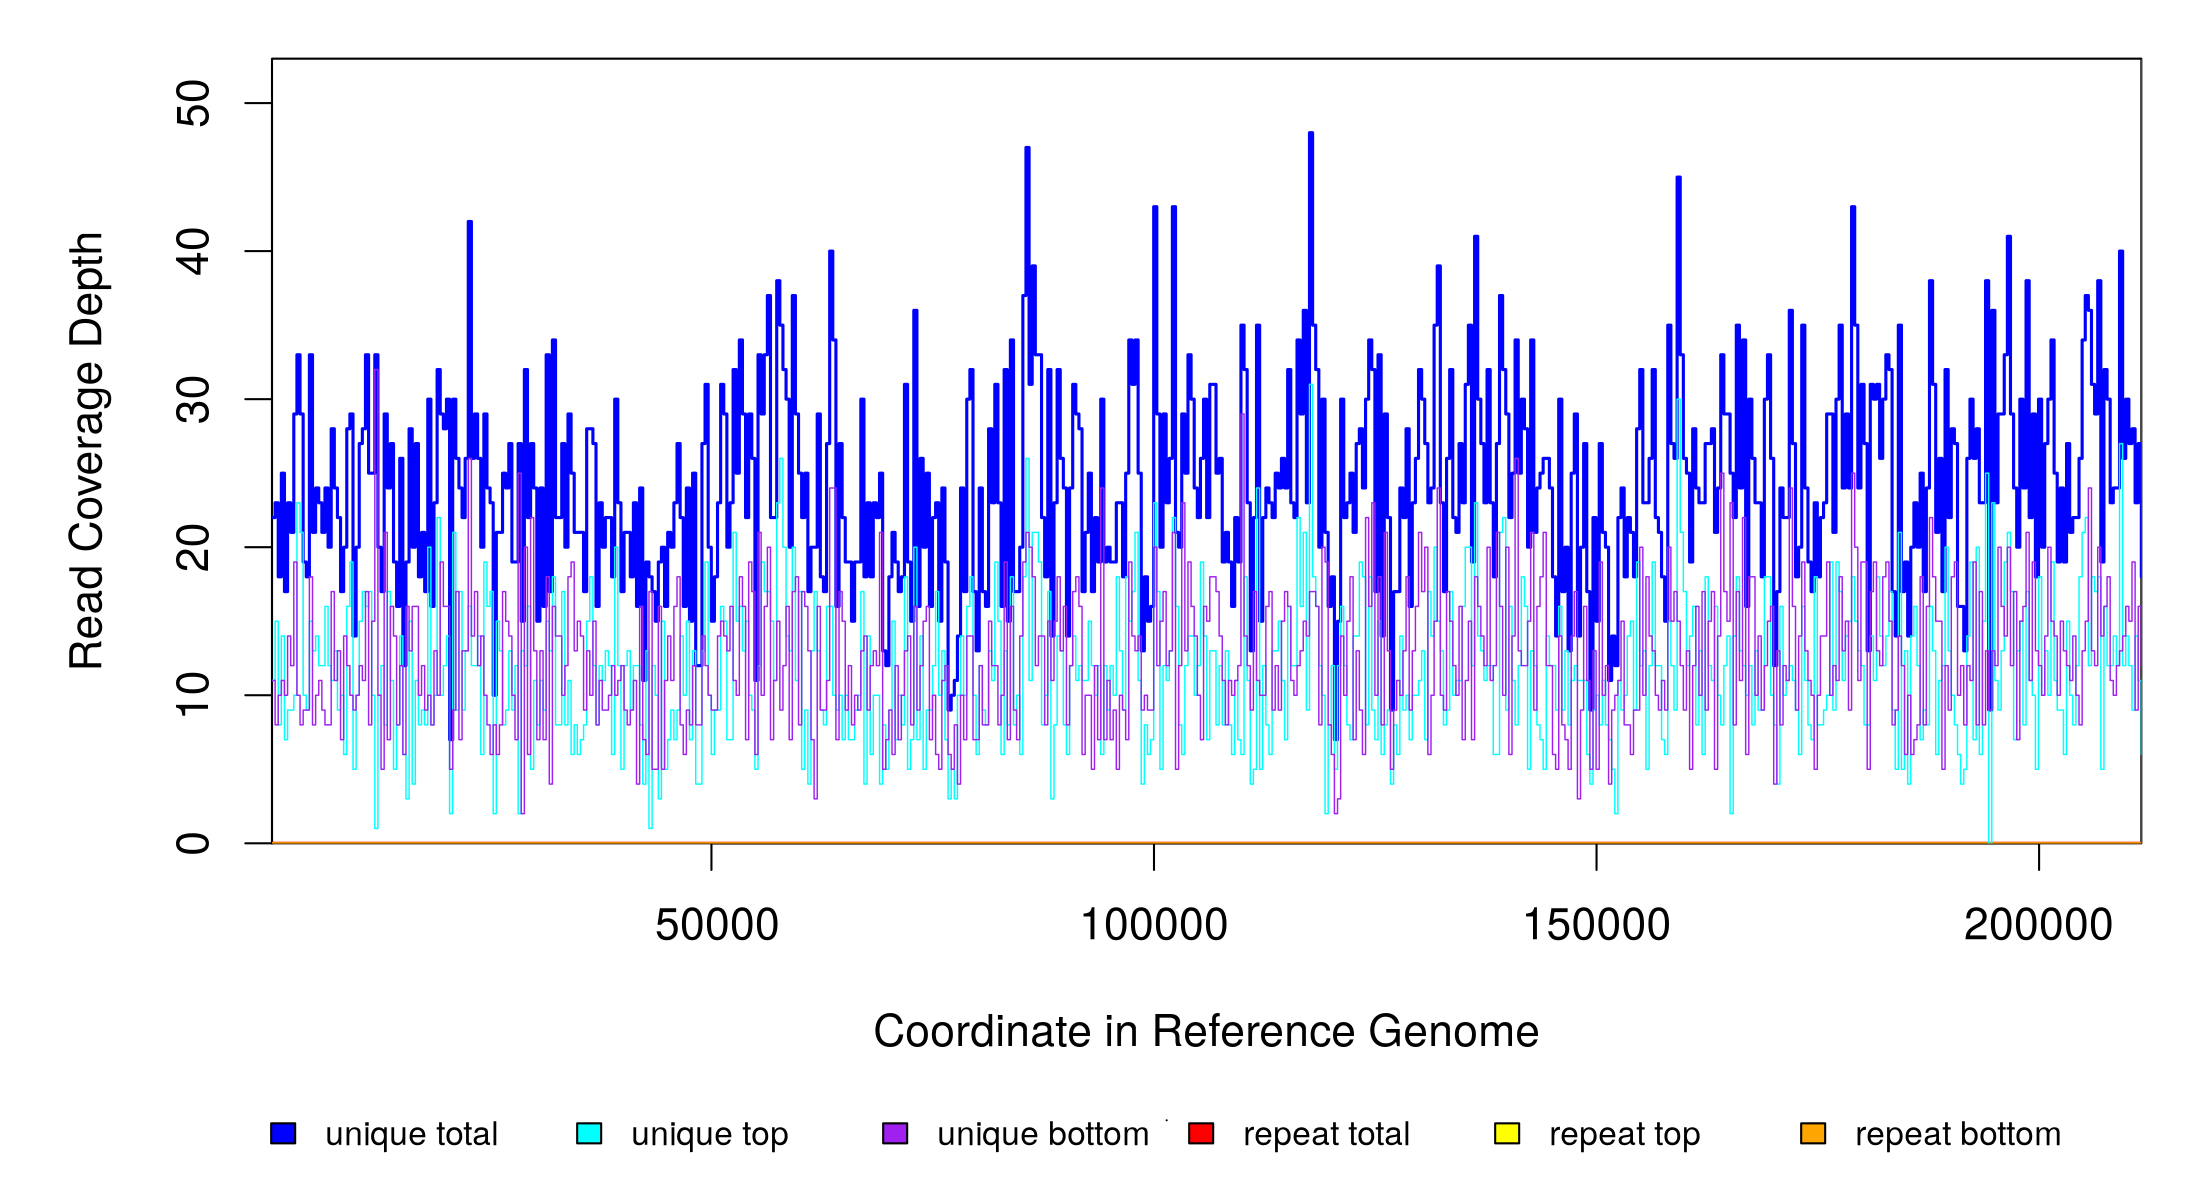 Read Coverage Depth
50
40
30
20
10
0
50000 100000 150000 200000
Coordinate in Reference Genome
unique total unique top unique bottom repeat total repeat top repeat bottom